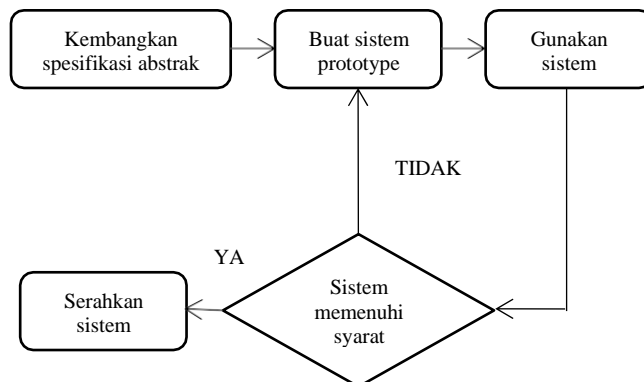 Kembangkan
spesifikasi abstrak
Buat sistem
prototype
Gunakan
sistem
TIDAK
YA
Sistem
memenuhi
syarat
Serahkan
sistem